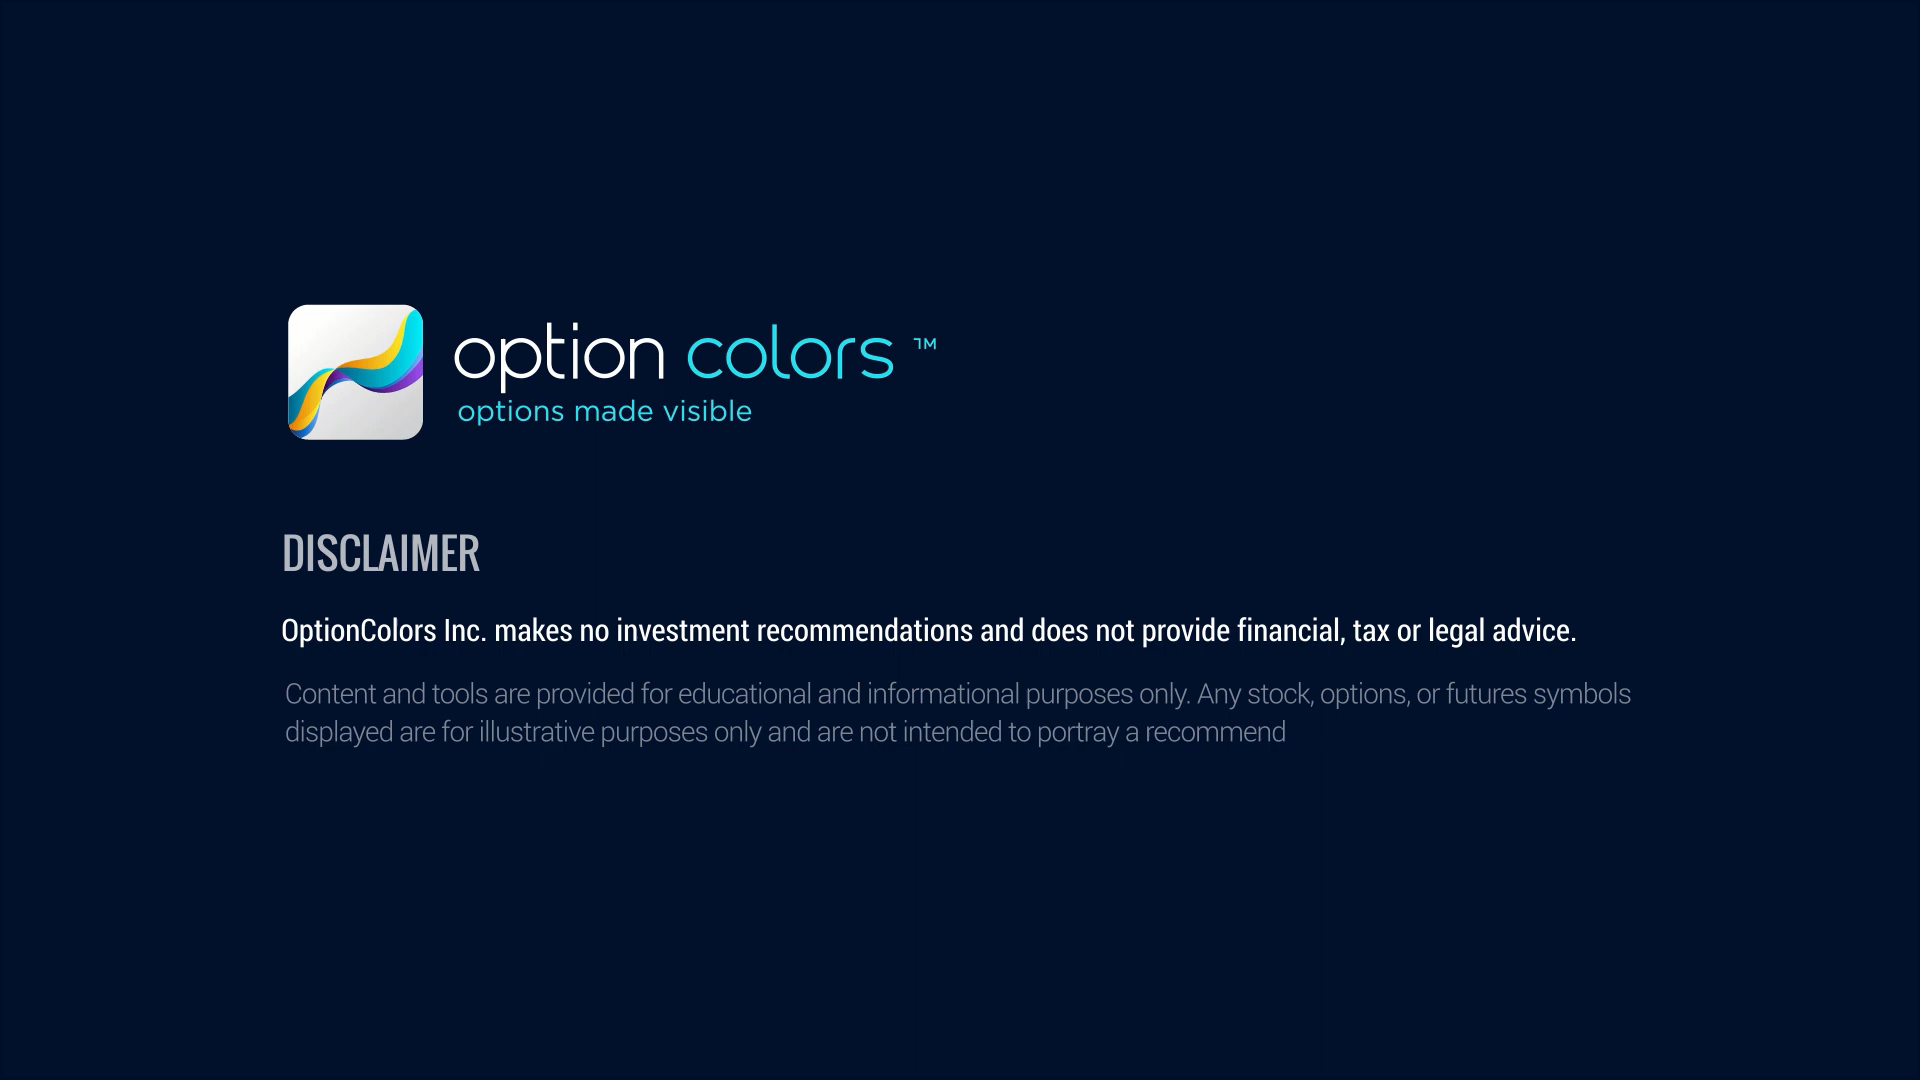 option colors ™
options made visible
DISCLAIMER
OptionColors Inc. makes no investment recommendations and does not provide financial, tax or legal advice.
Content and tools are provided for educational and informational purposes only. Any stock, options, or futures symbols
displayed are for illustrative purposes only and are not intended to portray a recommend